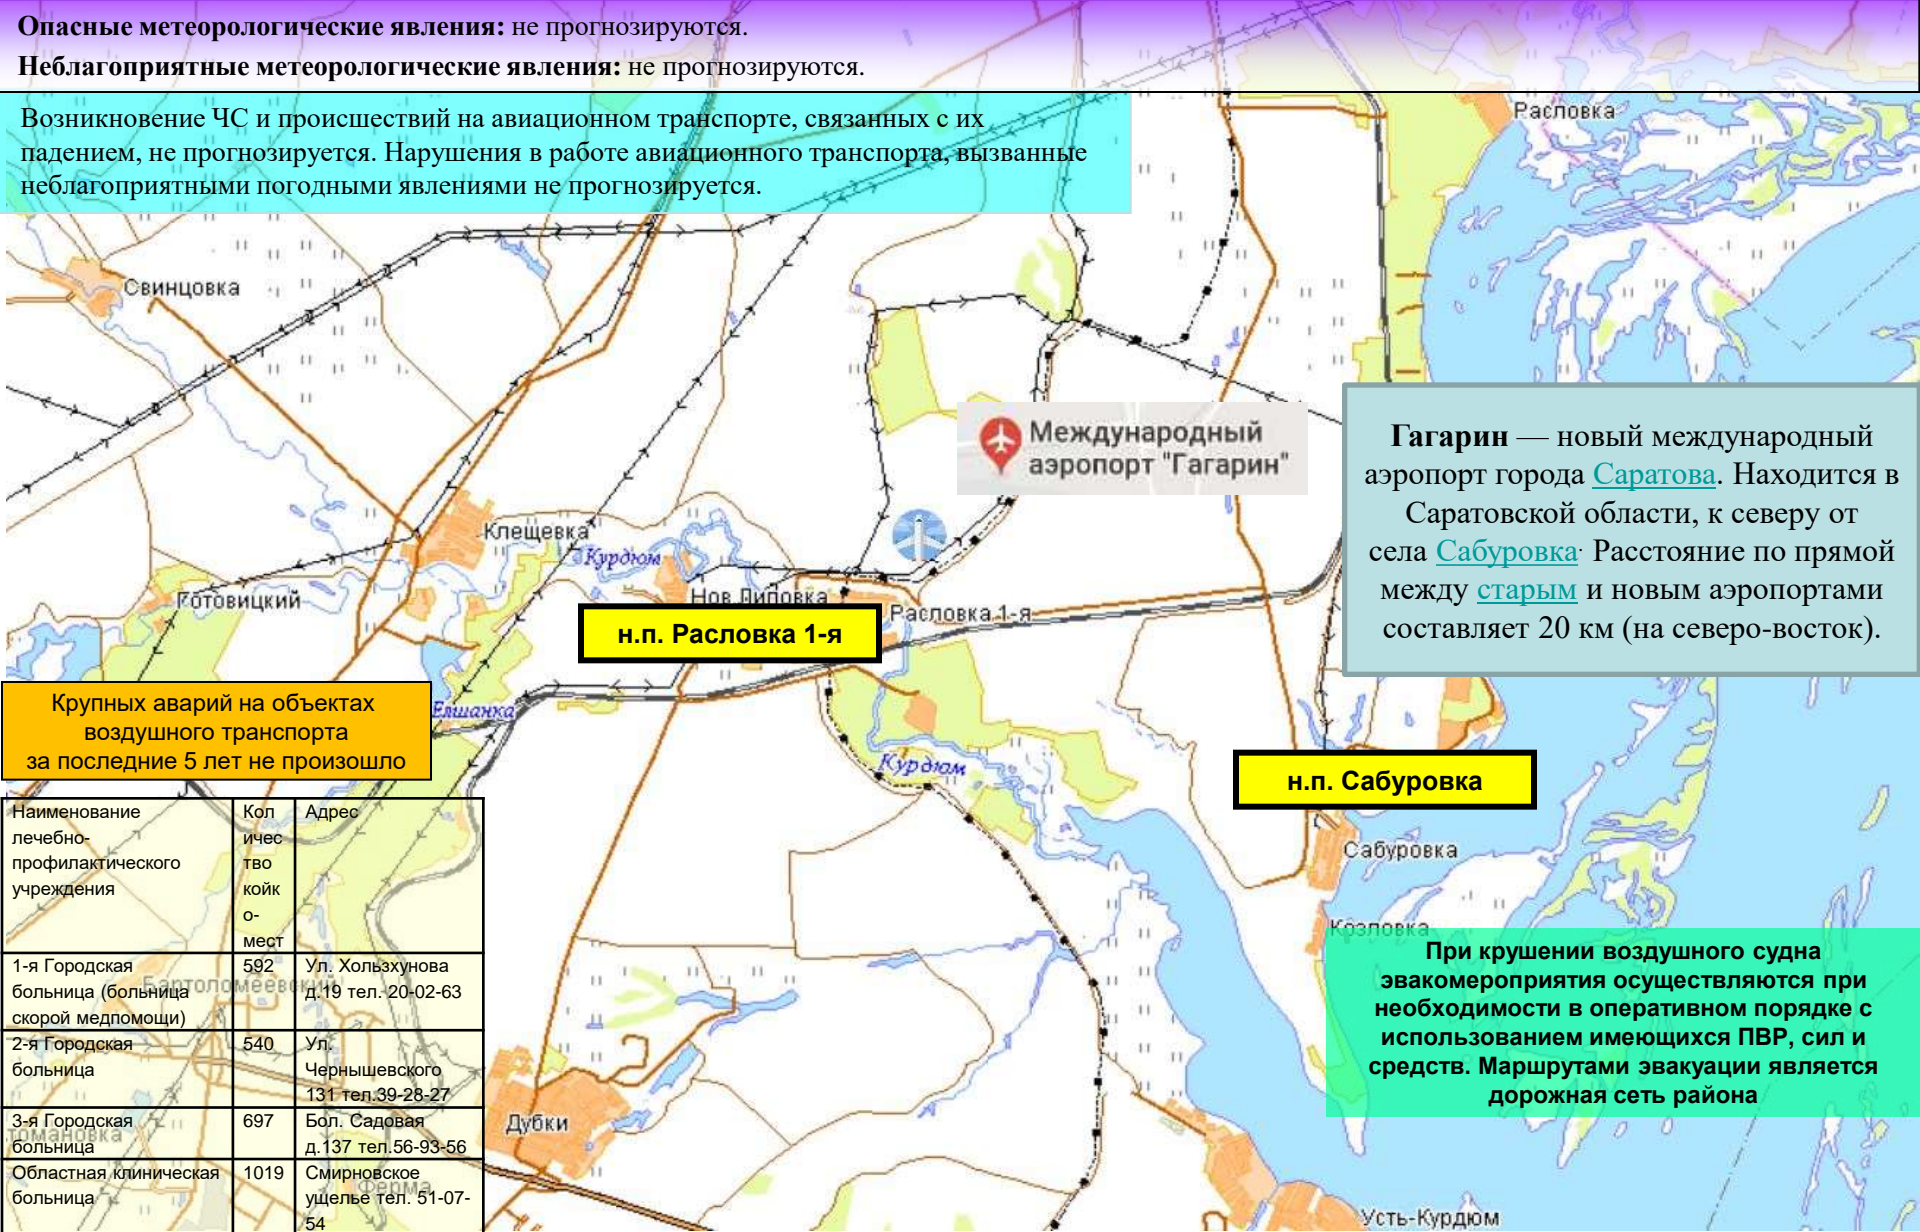 Опасные метеорологические явления: не прогнозируются.
Неблагоприятные метеорологические явления: не прогнозируются.
Возникновение ЧС и происшествий на авиационном транспорте, связанных с их
падением, не прогнозируется. Нарушения в работе авиационного транспорта, вызванные
неблагоприятными погодными явлениями не прогнозируется.
Расловка
Свинцовка
Международный
аэропорт "Гагарин"
Гагарин — новый международный
аэропорт города Саратова. Находится в
Саратовской области, к северу от
села Сабуровка. Расстояние по прямой
между старым и новым аэропортами
составляет 20 км (на северо-восток).
Клещевка
Курдюм
Готовицкий
Нов.Липовка
Расловка 1-я
н.п. Расловка 1-я
Елшанка
Крупных аварий на объектах
воздушного транспорта
за последние 5 лет не произошло
Курдюм
н.п. Сабуровка
Сабуровка
Козловка
При крушении воздушного судна
эвакомероприятия осуществляются при
необходимости в оперативном порядке с
использованием имеющихся ПВР, сил и
средств. Маршрутами эвакуации является
дорожная сеть района
Наименование
лечебно-
профилактического
учреждения
Кол
ичес
тво
койк
о-
мест
Адрес
1-я Городская
больница (больница
скорой медпомощи)
592
Ул. Хользунова
д.19 тел. 20-02-63
Бартоломеевский
2-я Городская
больница
540
Ул.
Чернышевского
131 тел.39-28-27
3-я Городская
больница
697
Бол. Садовая
д.137 тел.56-93-56
Областная клиническая
больница
1019
Смирновское
ущелье тел. 51-07-
54
Ферма
Дубки
Усть-Курдюм